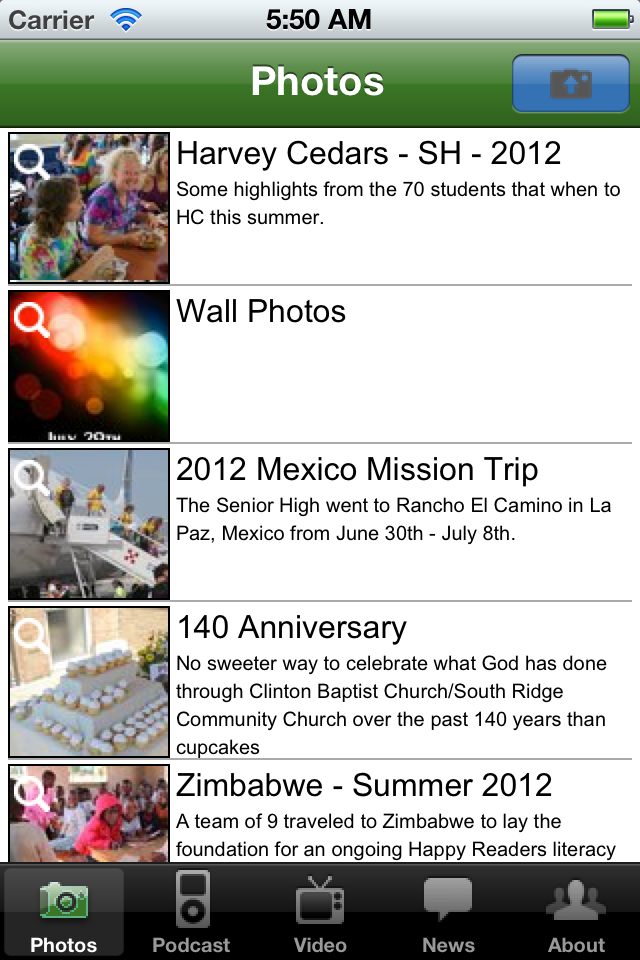 Carrier 5:50 AM
Photos
Harvey Cedars - SH - 2012
Some highlights from the 70 students that when to
HC this summer.
Wall Photos
July 29th
2012 Mexico Mission Trip
The Senior High went to Rancho El Camino in La
Paz, Mexico from June 30th - July 8th.
140 Anniversary
No sweeter way to celebrate what God has done
through Clinton Baptist Church/South Ridge
Community Church over the past 140 years than
cupcakes
Zimbabwe - Summer 2012
A team of 9 traveled to Zimbabwe to lay the
foundation for an ongoing Happy Readers literacy
Photos Podcast Video News About